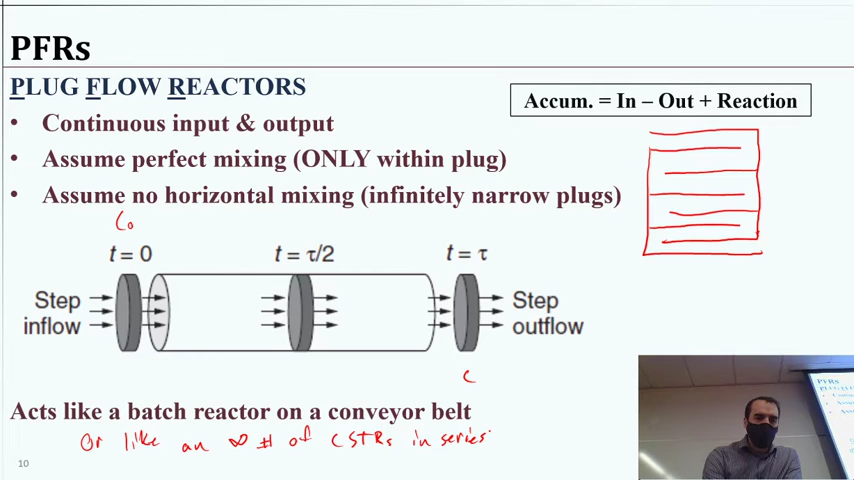 PFRs
PLUG FLOW REACTORS
Accum. = In – Out + Reaction
• Continuous input & output
• Assume perfect mixing (ONLY within plug)
• Assume no horizontal mixing (infinitely narrow plugs)
C₀
t = 0
t = τ/2
t = τ
Step inflow
Step outflow
C
Acts like a batch reactor on a conveyor belt
Or like an ∞ # of CSTRs in series
10
PFRs